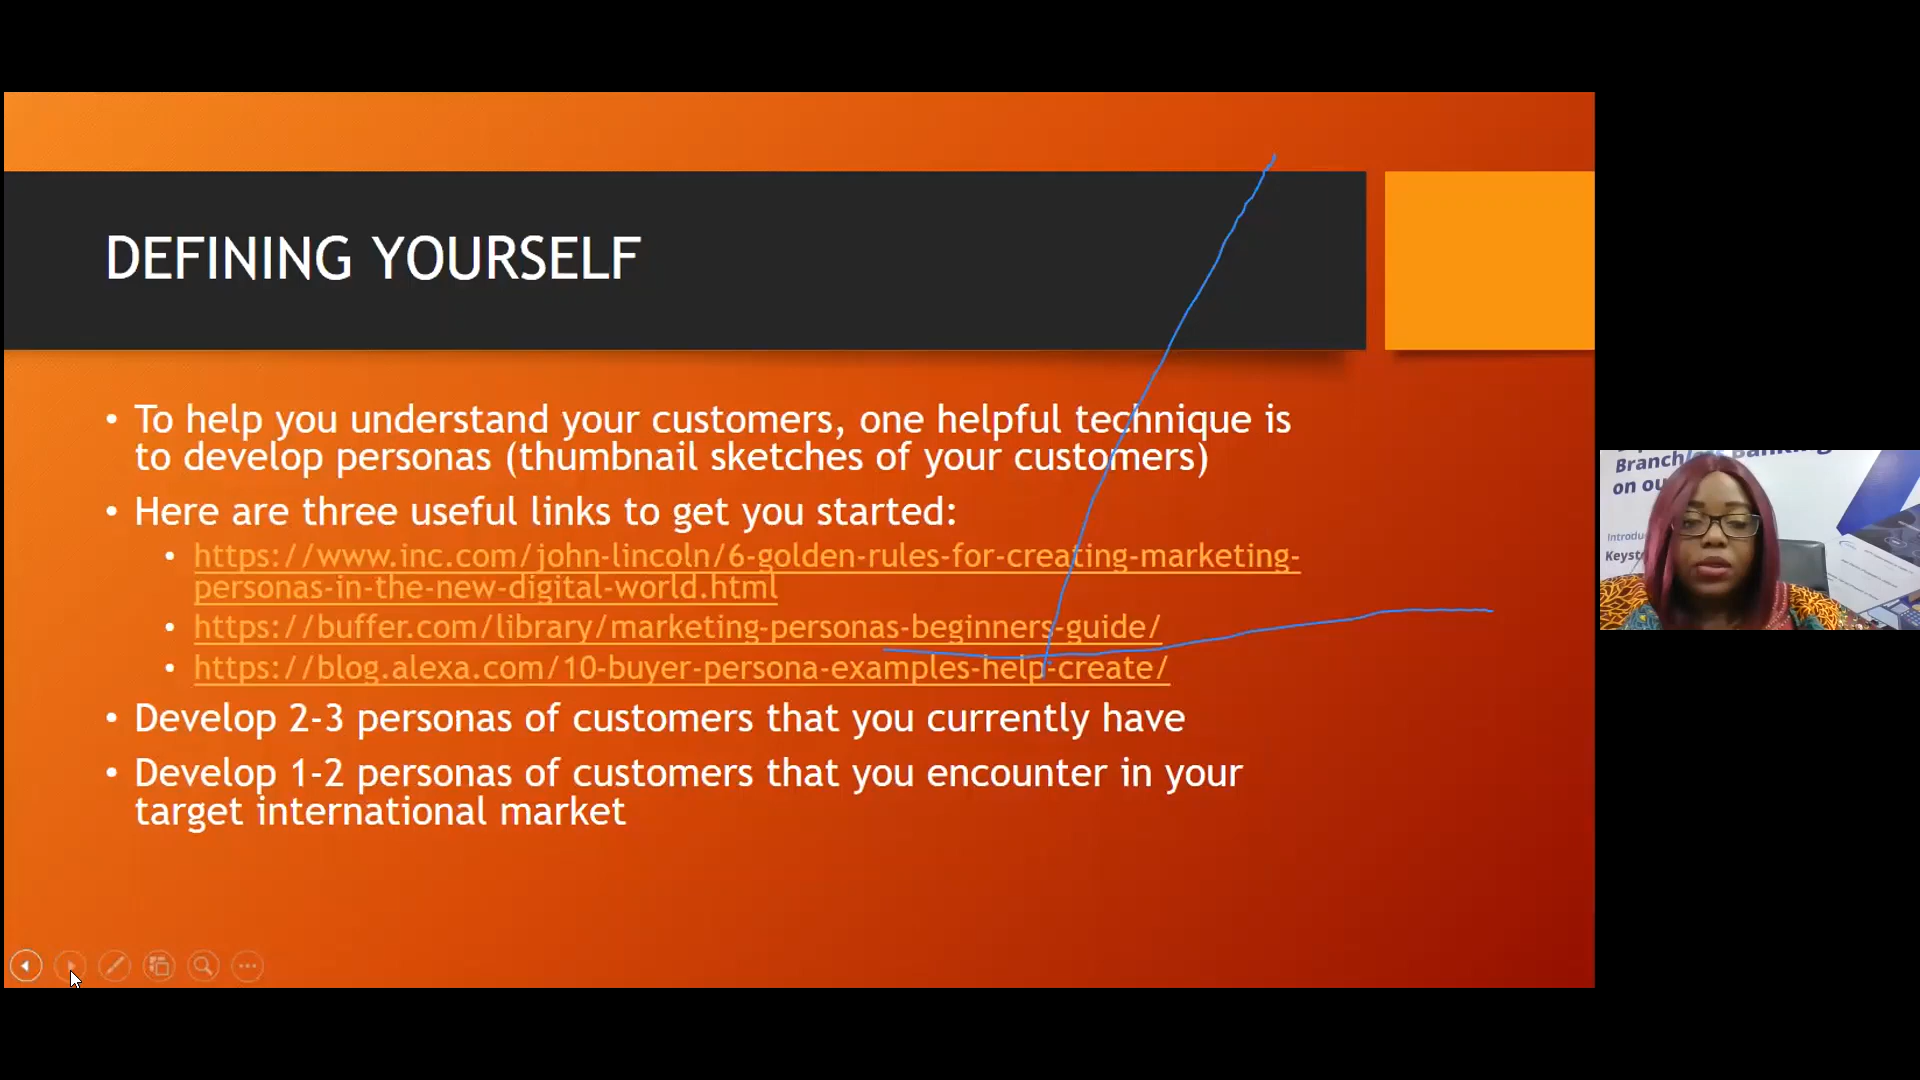 DEFINING YOURSELF
• To help you understand your customers, one helpful technique is
to develop personas (thumbnail sketches of your customers)
• Here are three useful links to get you started:
• https://www.inc.com/john-lincoln/6-golden-rules-for-creating-marketing-
personas-in-the-new-digital-world.html
• https://buffer.com/library/marketing-personas-beginners-guide/
• https://blog.alexa.com/10-buyer-persona-examples-help-create/
• Develop 2-3 personas of customers that you currently have
• Develop 1-2 personas of customers that you encounter in your
target international market
on ou